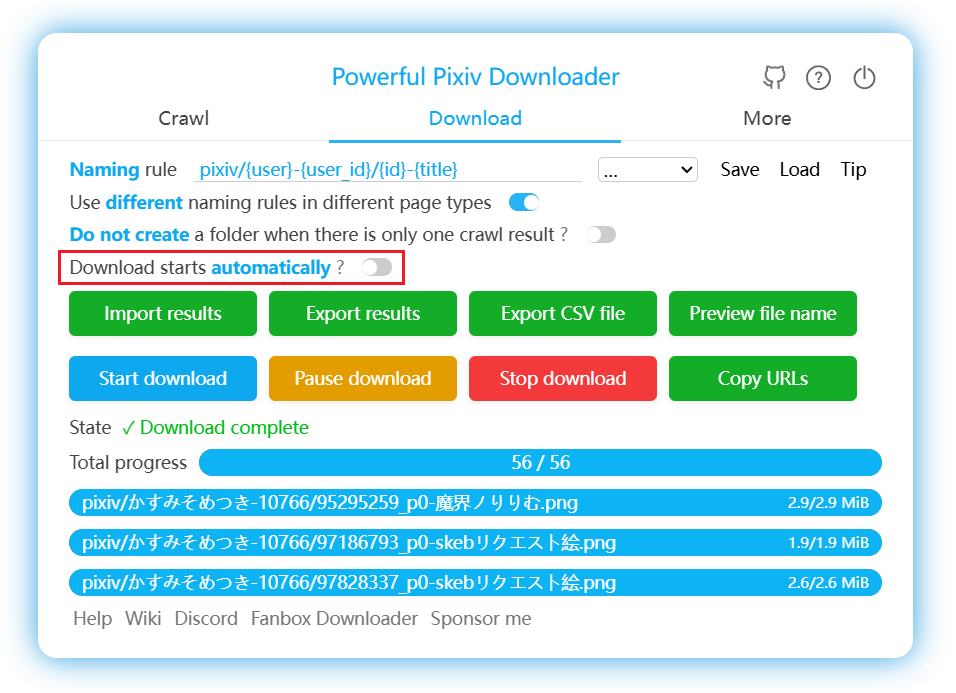 Powerful Pixiv Downloader ?
Crawl Download More
Naming rule pixiv/{user}-{user_id}/{id}-{title} ... Save Load Tip
Use different naming rules in different page types
Do not create a folder when there is only one crawl result ?
Download starts automatically ?
Import results Export results Export CSV file Preview file name
Start download Pause download Stop download Copy URLs
State ✓ Download complete
Total progress 56 / 56
pixiv/かすみそめつき-10766/95295259_p0-魔界ノりりむ.png 2.9/2.9 MiB
pixiv/かすみそめつき-10766/97186793_p0-skebリクエスト絵.png 1.9/1.9 MiB
pixiv/かすみそめつき-10766/97828337_p0-skebリクエスト絵.png 2.6/2.6 MiB
Help Wiki Discord Fanbox Downloader Sponsor me